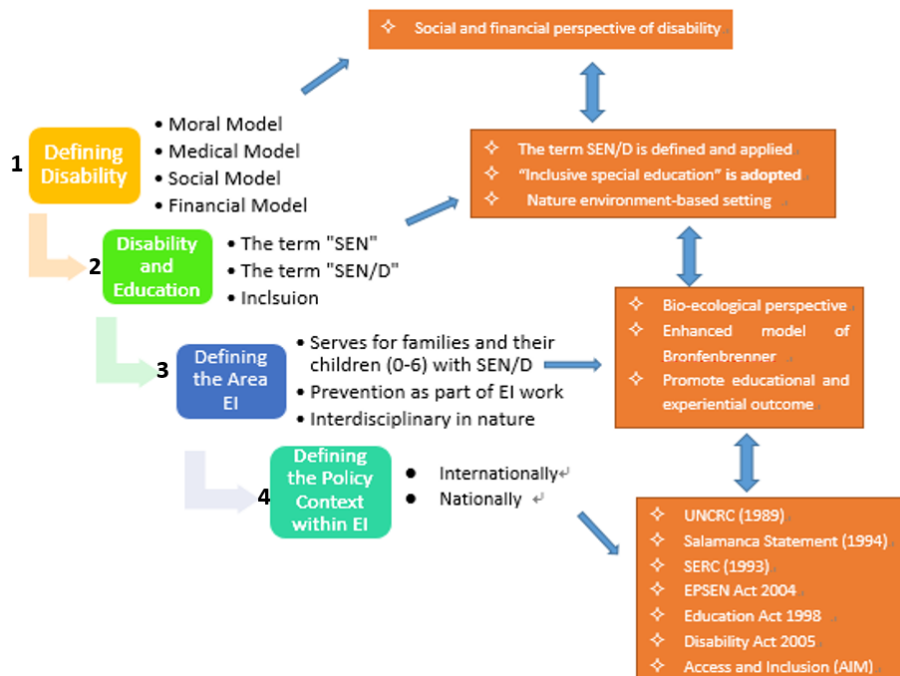 ✧ Social and financial perspective of disability
1
Defining
Disability
• Moral Model
• Medical Model
• Social Model
• Financial Model
✧ The term SEN/D is defined and applied
✧ “Inclusive special education” is adopted
✧ Nature environment-based setting
2
Disability
and
Education
• The term "SEN"
• The term "SEN/D"
• Inclsuion
✧ Bio-ecological perspective
✧ Enhanced model of
Bronfenbrenner
✧ Promote educational and
experiential outcome
3
Defining
the Area
EI
• Serves for families and their
children (0-6) with SEN/D
• Prevention as part of EI work
• Interdisciplinary in nature
4
Defining
the Policy
Context
within EI
● Internationally↵
● Nationally ↵
✧ UNCRC (1989)
✧ Salamanca Statement (1994)
✧ SERC (1993)
✧ EPSEN Act 2004
✧ Education Act 1998
✧ Disability Act 2005
✧ Access and Inclusion (AIM)